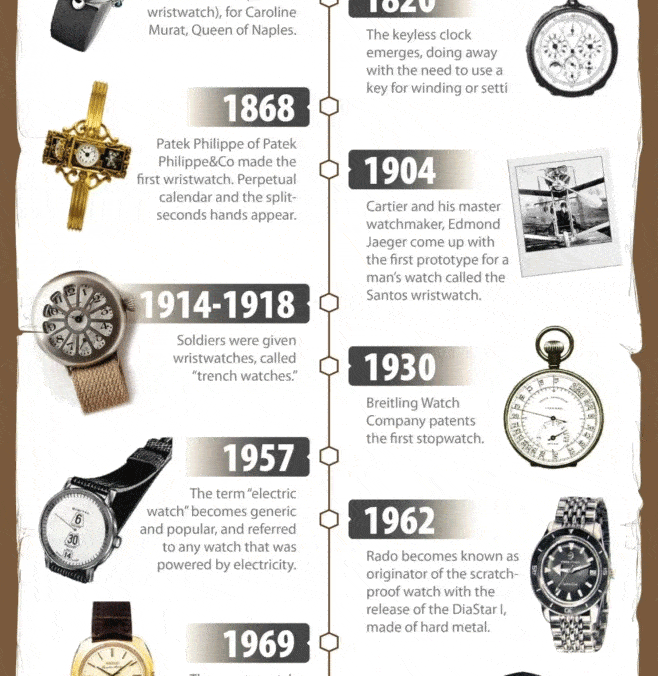 wristwatch), for Caroline
Murat, Queen of Naples.
1820
The keyless clock
emerges, doing away
with the need to use a
key for winding or setti
1868
Patek Philippe of Patek
Philippe&Co made the
first wristwatch. Perpetual
calendar and the split-
seconds hands appear.
1904
Cartier and his master
watchmaker, Edmond
Jaeger come up with
the first prototype for a
man's watch called the
Santos wristwatch.
1914-1918
Soldiers were given
wristwatches, called
"trench watches."
1930
Breitling Watch
Company patents
the first stopwatch.
1957
The term "electric
watch" becomes generic
and popular, and referred
to any watch that was
powered by electricity.
6
30
14
1962
Rado becomes known as
originator of the scratch-
proof watch with the
release of the DiaStar I,
made of hard metal.
1969